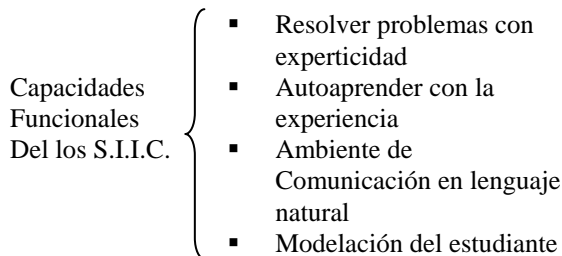 Capacidades
Funcionales
Del los S.I.I.C.
▪ Resolver problemas con
experticidad
▪ Autoaprender con la
experiencia
▪ Ambiente de
Comunicación en lenguaje
natural
▪ Modelación del estudiante